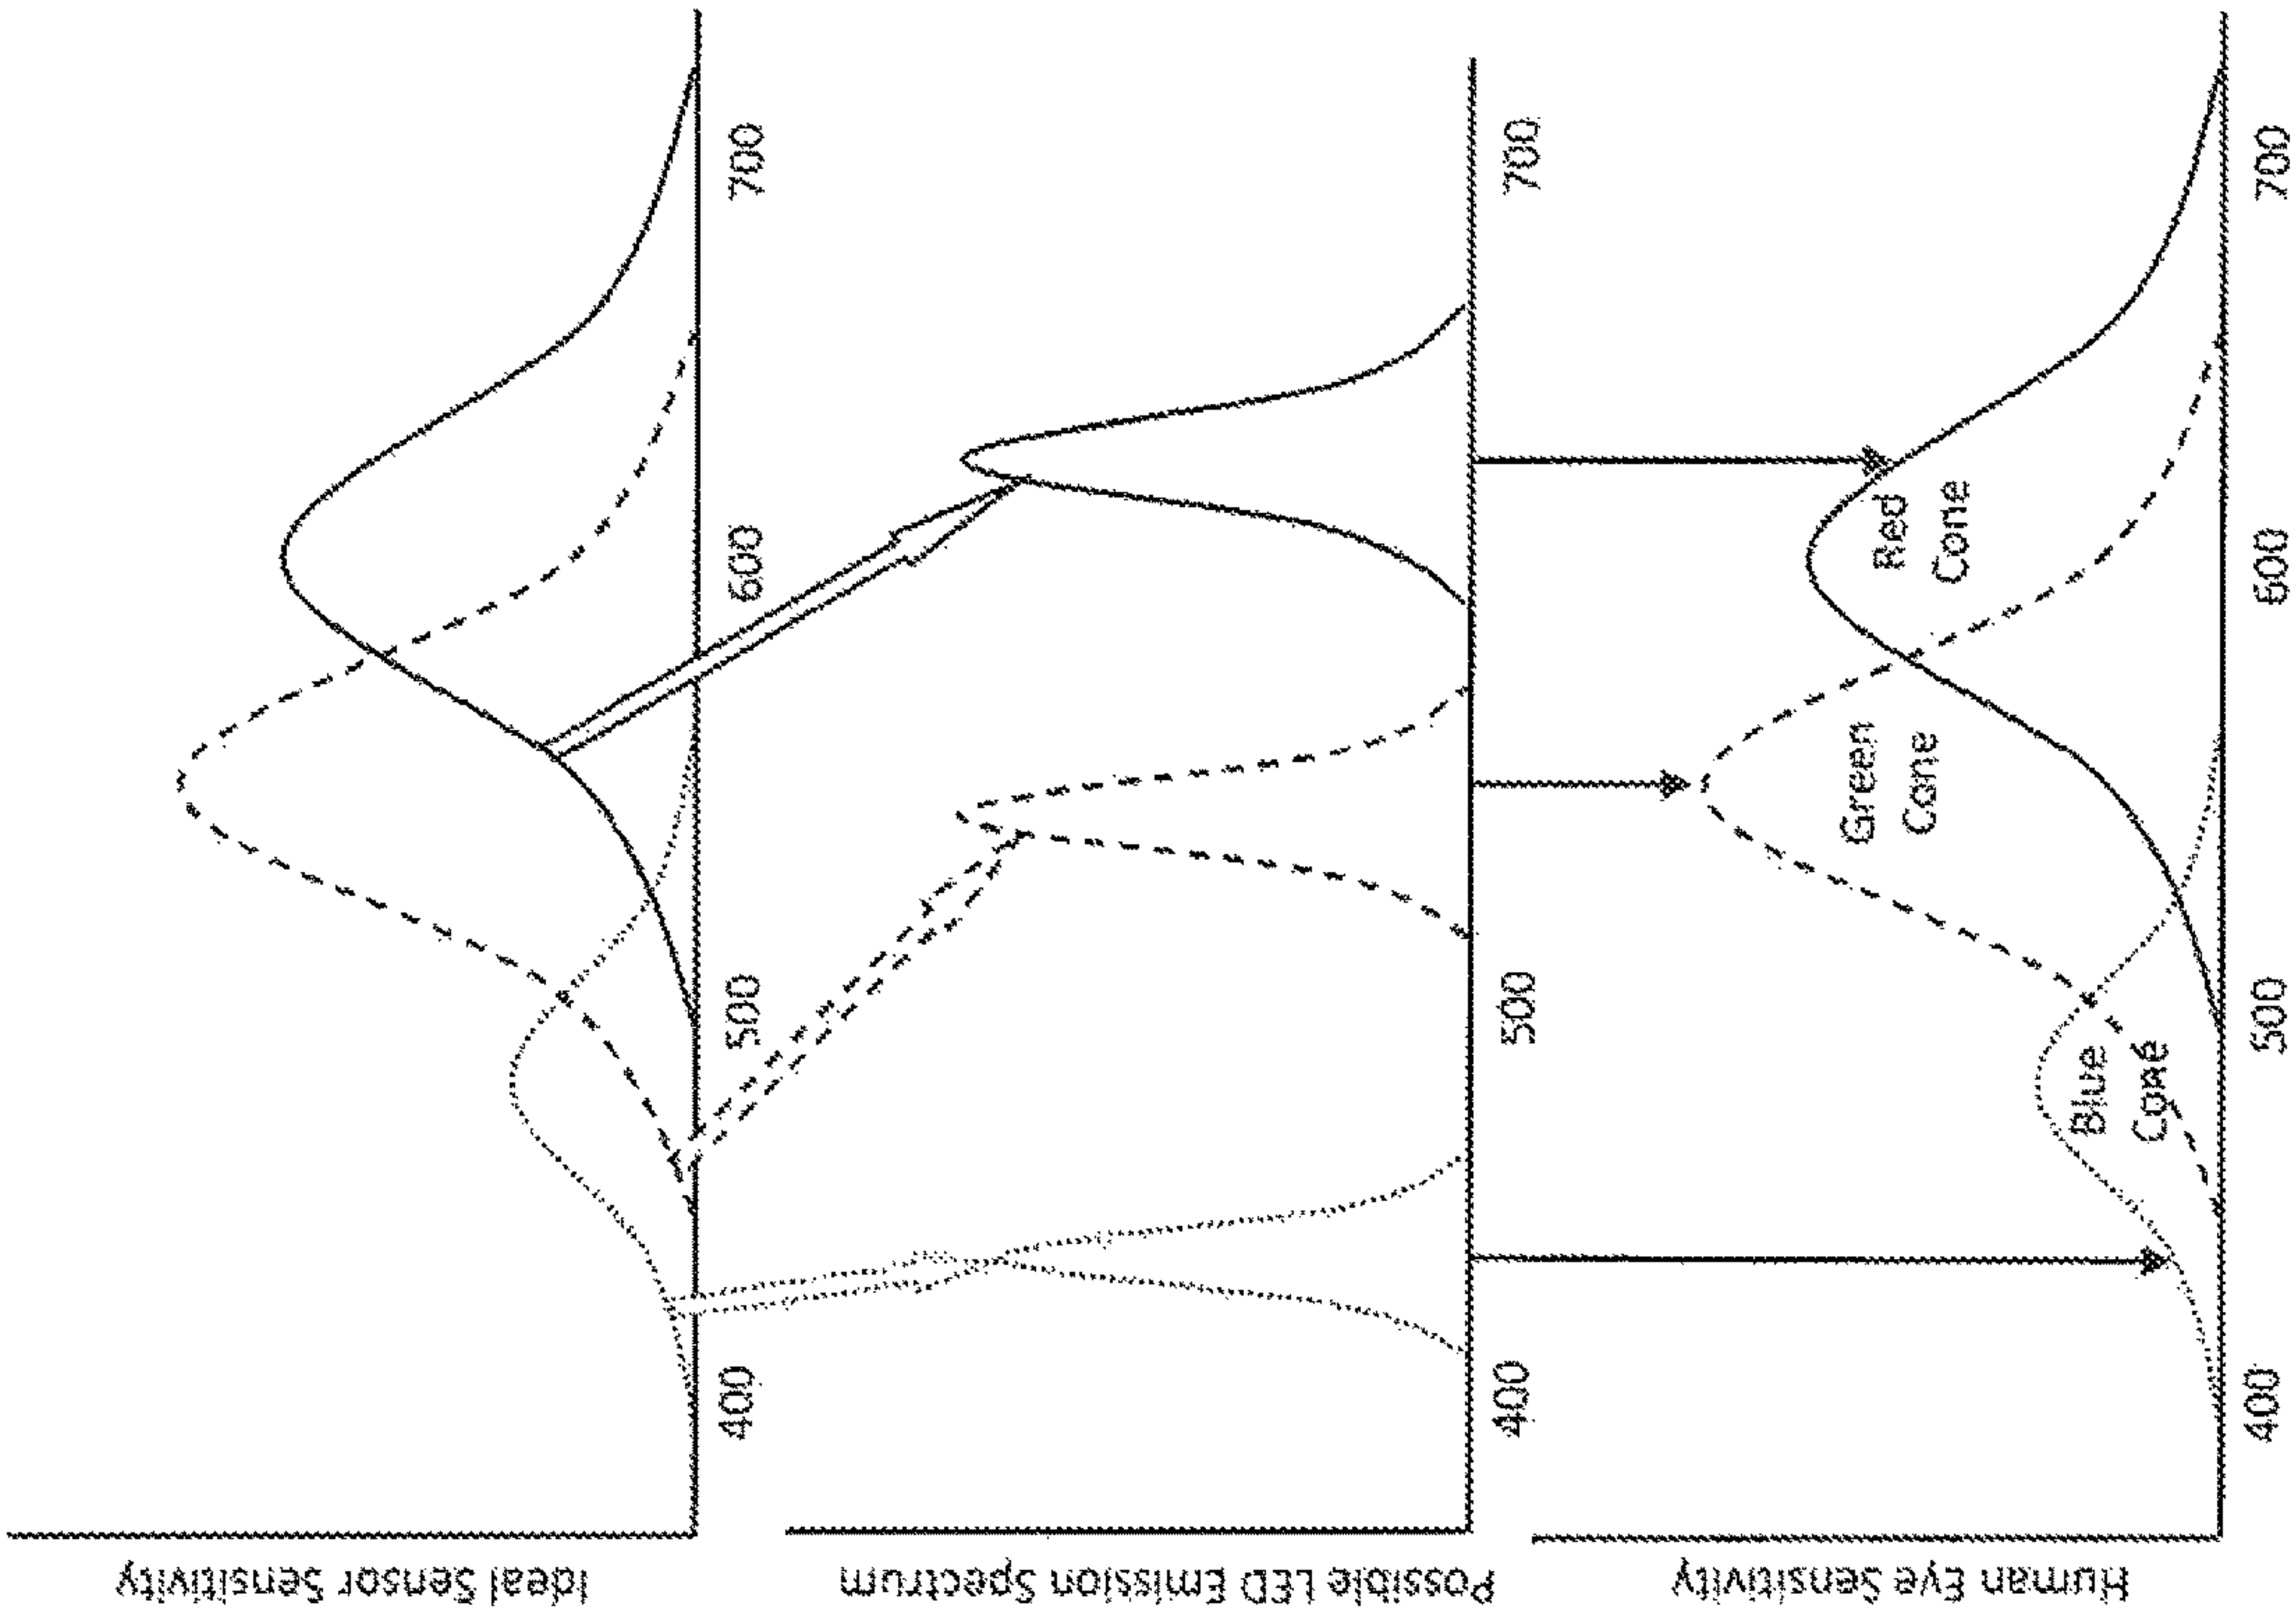 Ideal Sensor Sensitivity
400
500
600
700
Possible LED Emission Spectrum
400
500
700
Human Eye Sensitivity
Blue
Cone
Green
Cone
Red
Cone
400
500
600
700